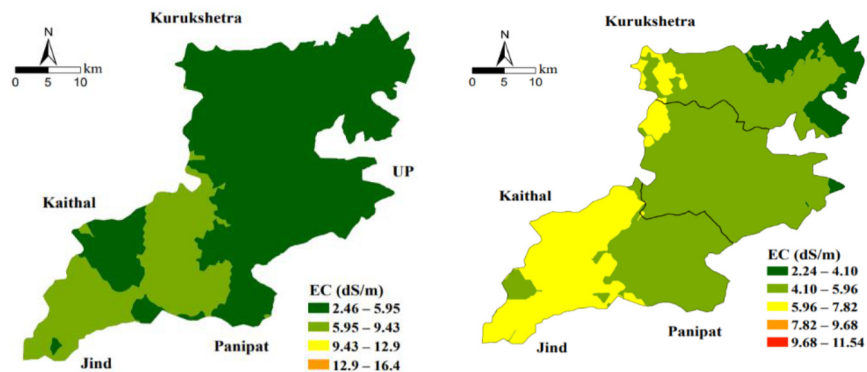 Kurukshetra
N
0 5 10 km
UP
Kaithal
EC (dS/m)
2.46 – 5.95
5.95 – 9.43
9.43 – 12.9
12.9 – 16.4
Panipat
Jind
Kurukshetra
N
0 5 10 km
Kaithal
EC (dS/m)
2.24 – 4.10
4.10 – 5.96
5.96 – 7.82
7.82 – 9.68
9.68 – 11.54
Panipat
Jind